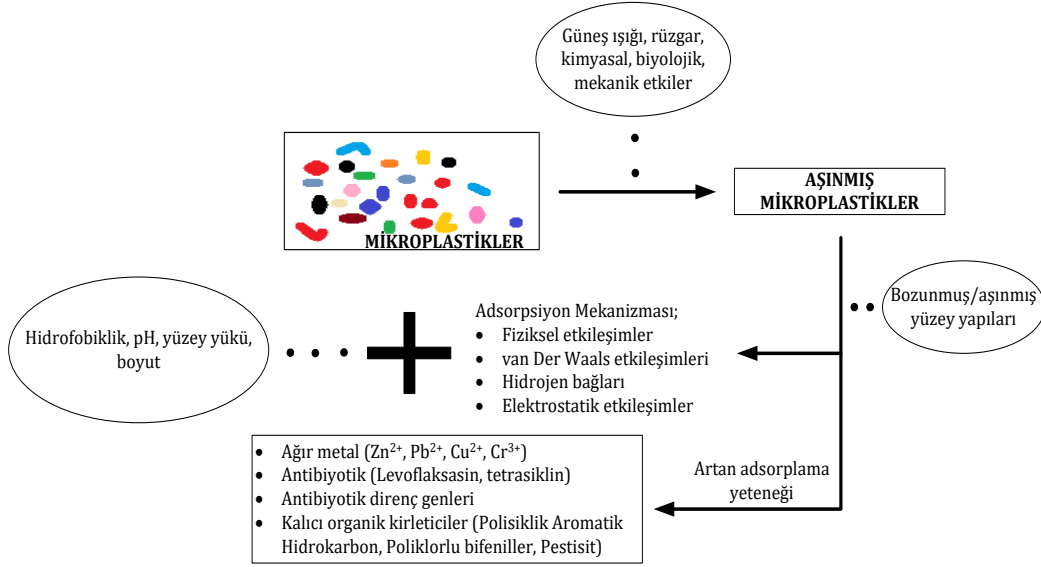 Güneş ışığı, rüzgar,
kimyasal, biyolojik,
mekanik etkiler
MİKROPLASTİKLER
AŞINMIŞ
MİKROPLASTİKLER
Bozunmuş/aşınmış
yüzey yapıları
Hidrofobiklik, pH, yüzey yükü,
boyut
Adsorpsiyon Mekanizması;
• Fiziksel etkileşimler
• van Der Waals etkileşimleri
• Hidrojen bağları
• Elektrostatik etkileşimler
Artan adsorplama
yeteneği
• Ağır metal (Zn²⁺, Pb²⁺, Cu²⁺, Cr³⁺)
• Antibiyotik (Levoflaksasin, tetrasiklin)
• Antibiyotik direnç genleri
• Kalıcı organik kirleticiler (Polisiklik Aromatik
Hidrokarbon, Poliklorlu bifeniller, Pestisit)